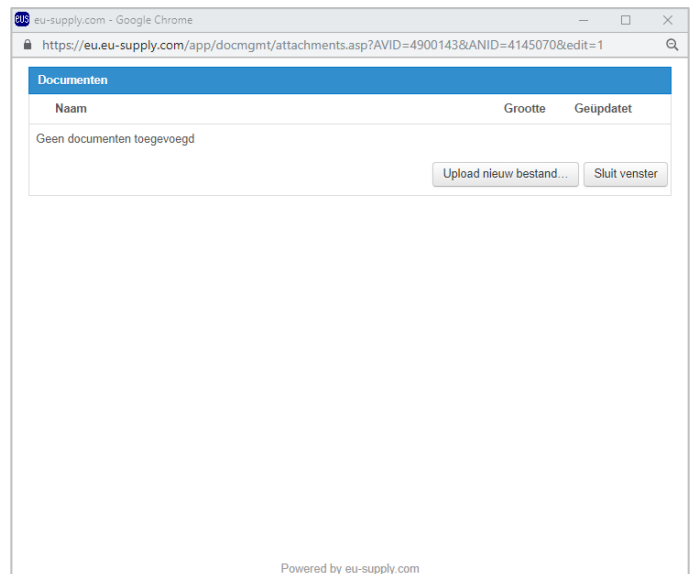 eus eu-supply.com - Google Chrome
https://eu.eu-supply.com/app/docmgmt/attachments.asp?AVID=4900143&ANID=4145070&edit=1
Documenten
Naam Grootte Geüpdatet
Geen documenten toegevoegd
Upload nieuw bestand... Sluit venster
Powered by eu-supply.com